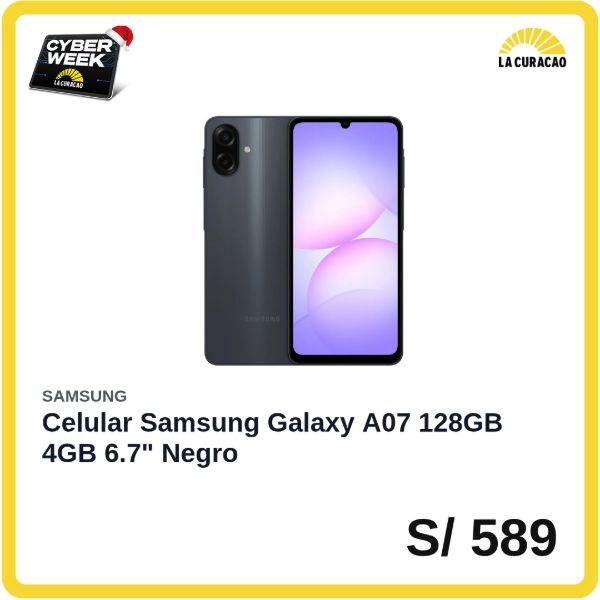 CYBER
WEEK
LA CURACAO
LA CURACAO
SAMSUNG
SAMSUNG
Celular Samsung Galaxy A07 128GB
4GB 6.7" Negro
S/ 589